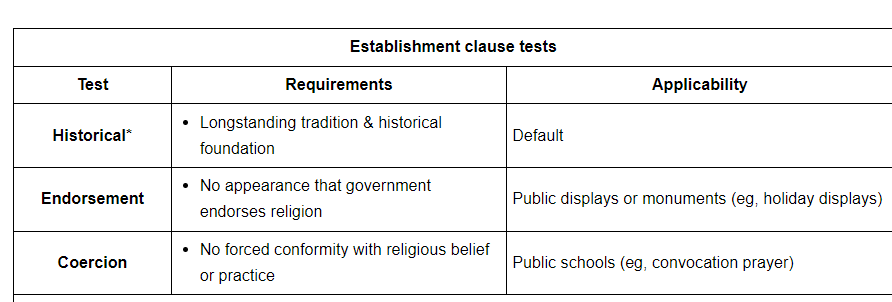 Establishment clause tests
Test Requirements Applicability
Historical*
• Longstanding tradition & historical
foundation
Default
Endorsement
• No appearance that government
endorses religion
Public displays or monuments (eg, holiday displays)
Coercion
• No forced conformity with religious belief
or practice
Public schools (eg, convocation prayer)